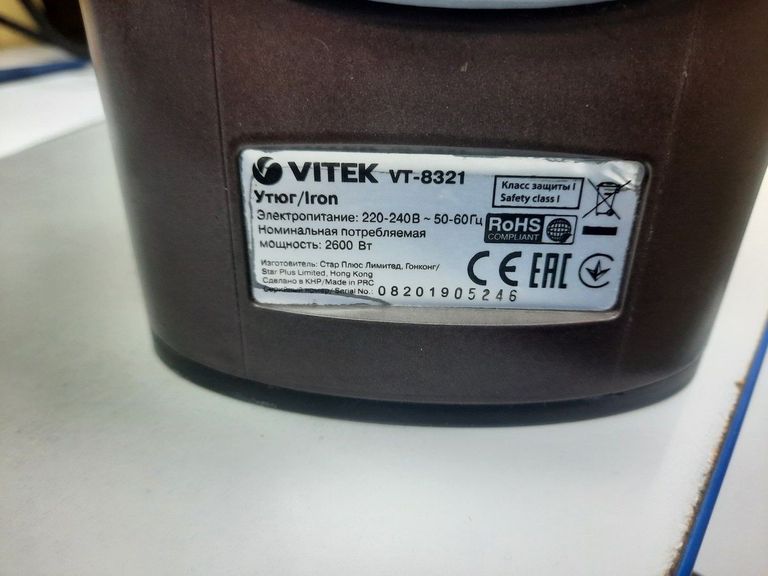 VITEK VT-8321
Утюг/Iron
Электропитание: 220-240В ~ 50-60Гц
Номинальная потребляемая
мощность: 2600 Вт
Класс защиты I
Safety class I
RoHS
COMPLIANT
Изготовитель: Стар Плюс Лимитед, Гонконг/
Star Plus Limited, Hong Kong
Сделано в КНР/Made in PRC
Серийный номер/Serial No.: 08201905246
CE EAC